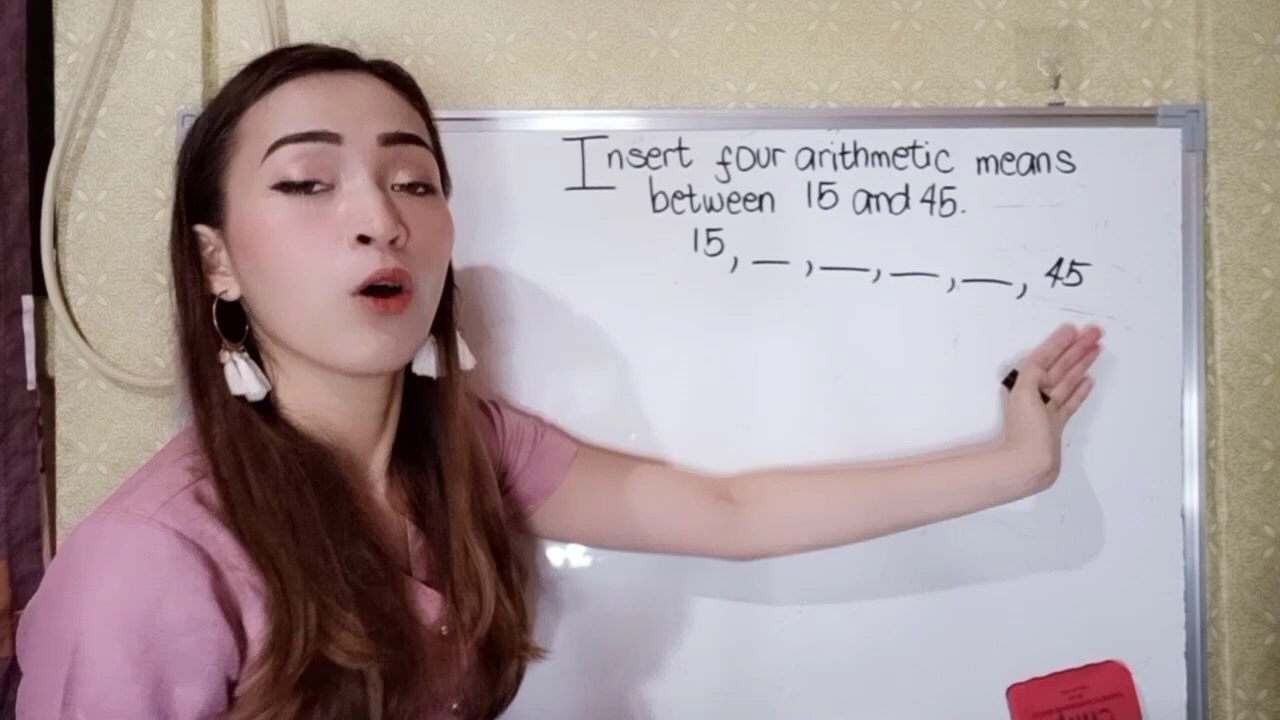 Insert four arithmetic means
between 15 and 45.
15, __, __, __, __, 45